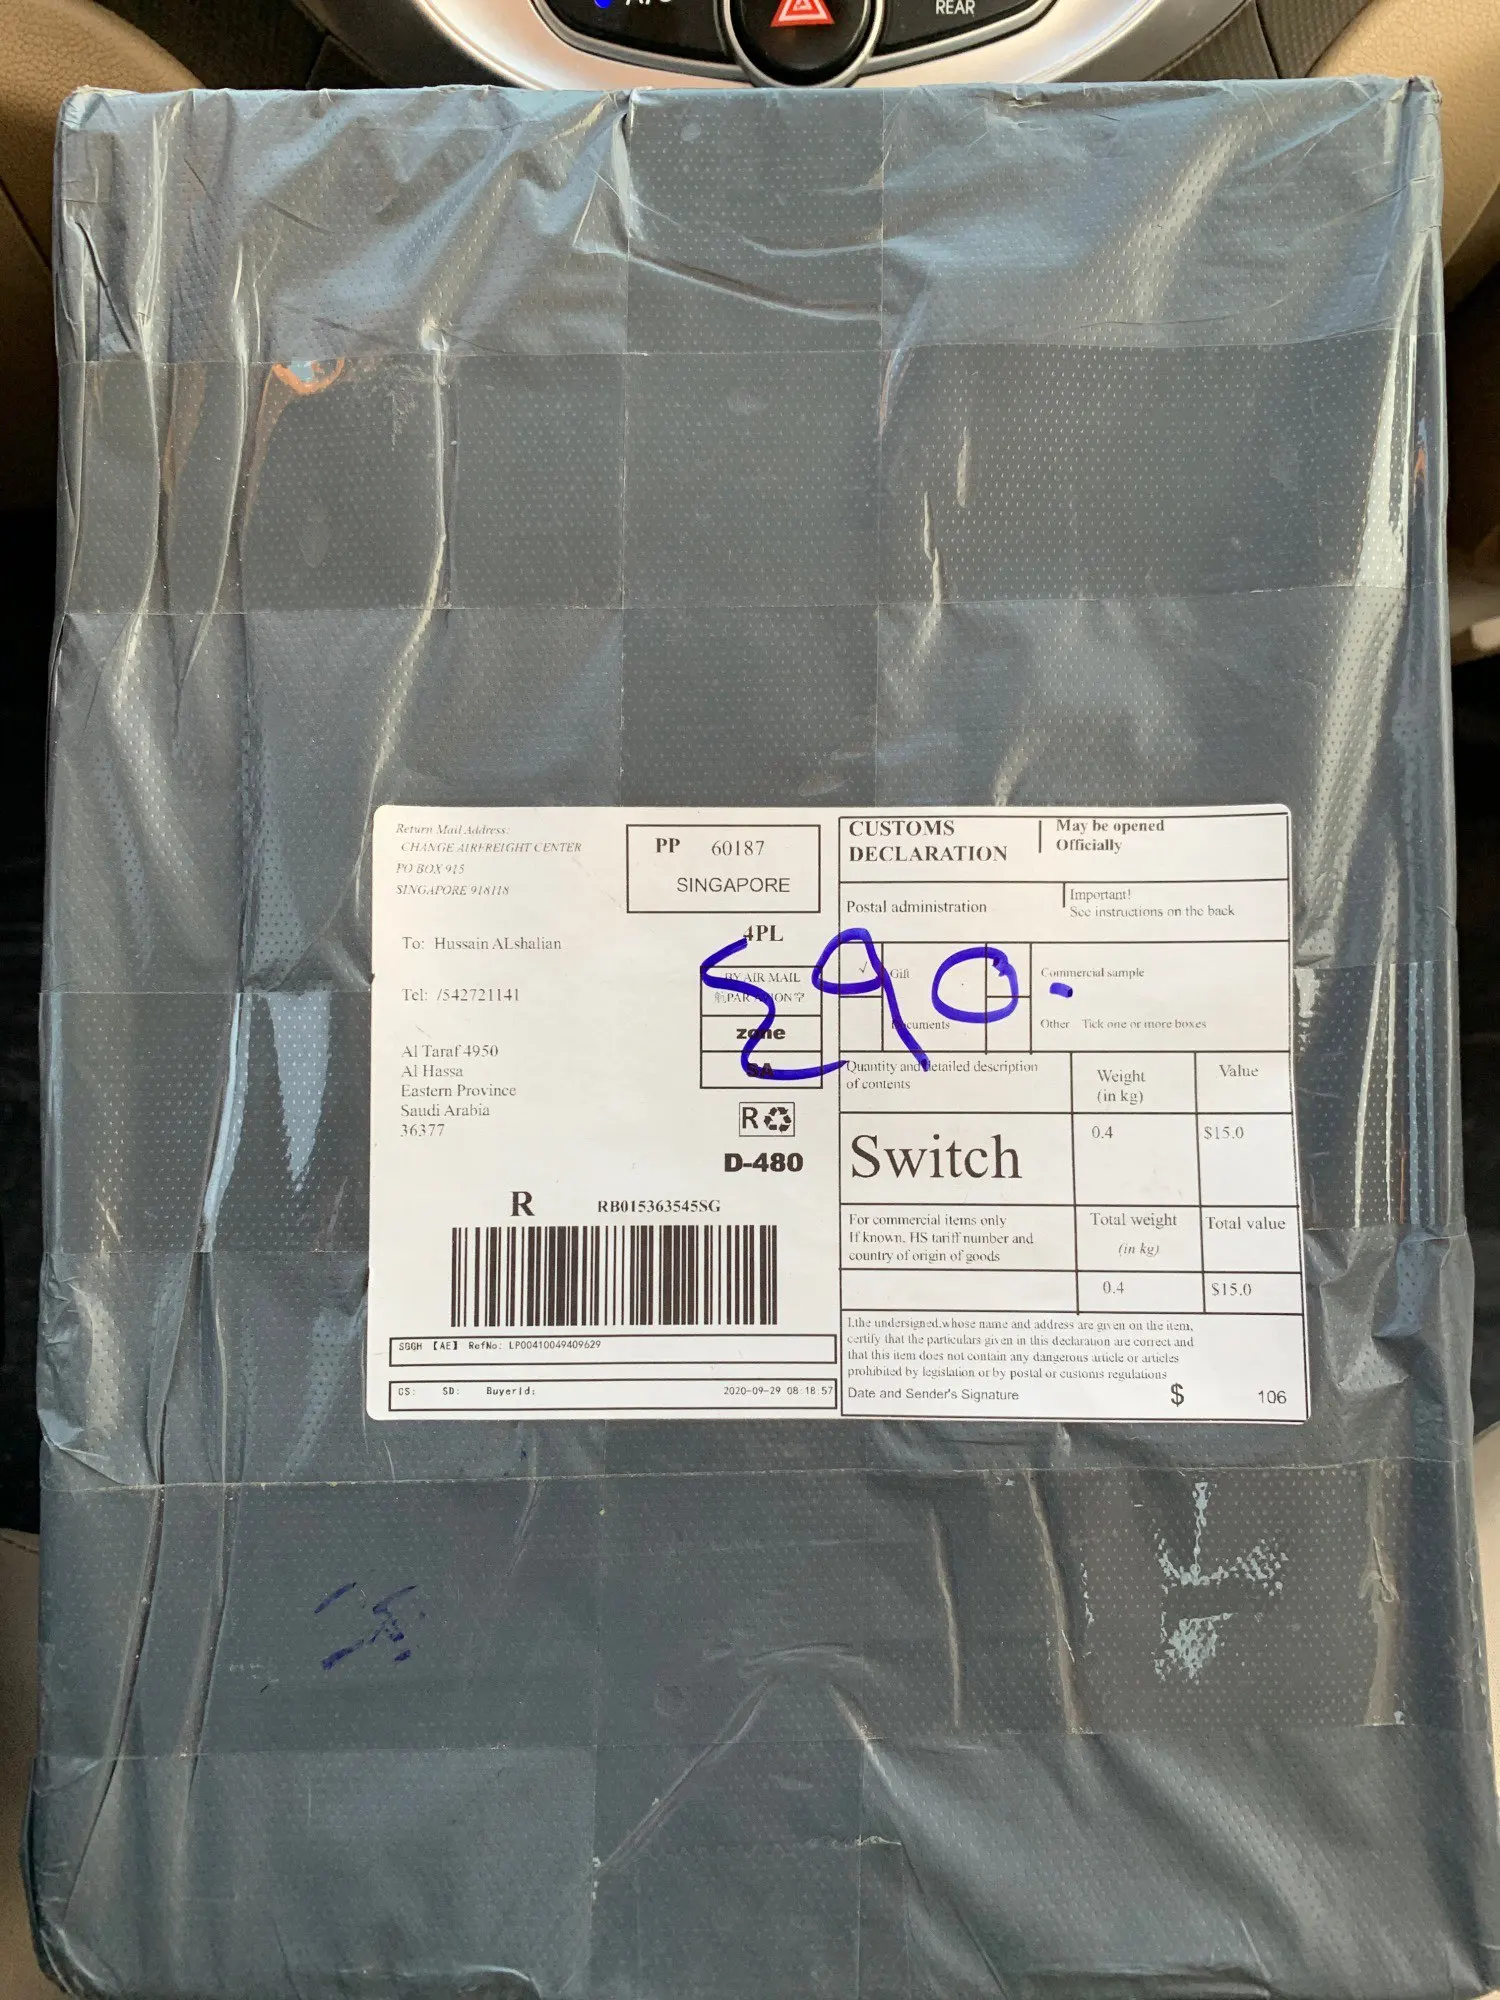 REAR
Return Mail Address:
CHANGE AIRFREIGHT CENTER
PO BOX 915
SINGAPORE 918118
PP 60187
SINGAPORE
4PL
BY AIR MAIL
zone
SA
R
D-480
To: Hussain ALshalian
Tel: /542721141
Al Taraf 4950
Al Hassa
Eastern Province
Saudi Arabia
36377
R RB015363545SG
SGGH 【AE】 RefNo: LP00410049409629
CS: SD: BuyerId: 2020-09-29 08:18:57
CUSTOMS
DECLARATION
May be opened
Officially
Postal administration
Important!
See instructions on the back
✓ Gift
Commercial sample
Documents
Other Tick one or more boxes
Quantity and detailed description
of contents
Weight
(in kg)
Value
Switch
0.4
$15.0
For commercial items only
If known, HS tariff number and
country of origin of goods
Total weight
(in kg)
Total value
0.4
$15.0
I,the undersigned,whose name and address are given on the item,
certify that the particulars given in this declaration are correct and
that this item does not contain any dangerous article or articles
prohibited by legislation or by postal or customs regulations
Date and Sender's Signature $ 106